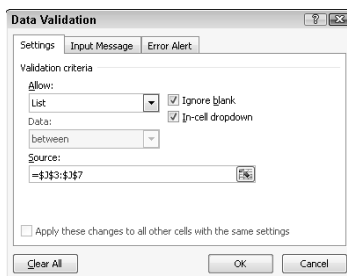 Data Validation
Settings Input Message Error Alert
Validation criteria
Allow:
List
Ignore blank
In-cell dropdown
Data:
between
Source:
=$J$3:$J$7
Apply these changes to all other cells with the same settings
Clear All OK Cancel